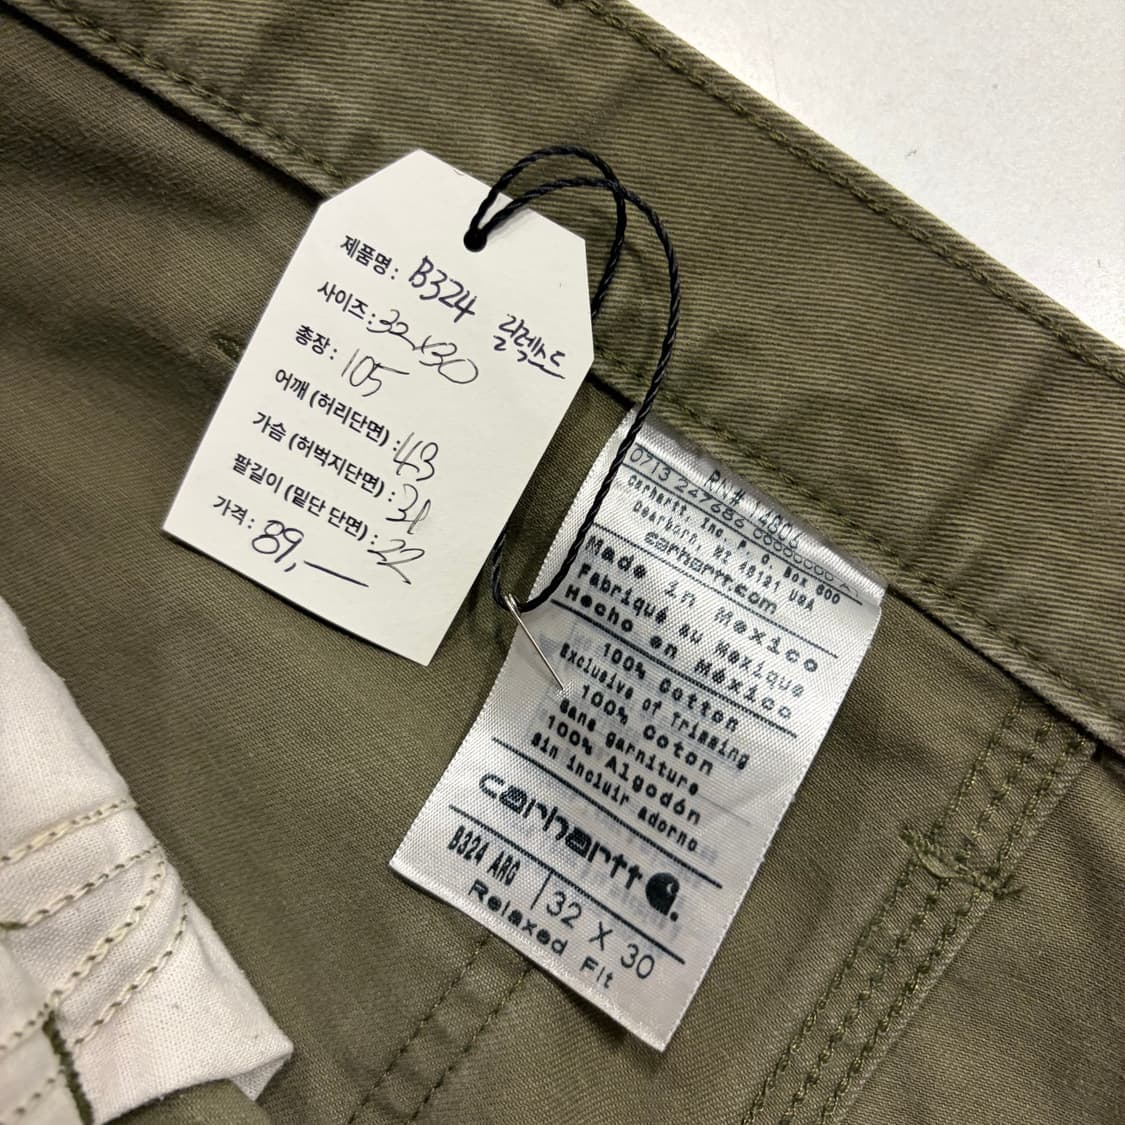 제품명: B324 릴렉스드
사이즈: 32x30
총장: 105
어깨 (허리단면) : 43
가슴 (허벅지단면) : 31
팔길이 (밑단 단면) : 22
가격: 89,—
RN# 14806
0713 247686
Carhartt, Inc. P.O. Box 600
Dearborn, MI 48121 USA
carhartt.com
Made in Mexico
Fabriqué au Mexique
Hecho en México
100% Cotton
Exclusive of Trimming
100% Coton
Sans garniture
100% Algodón
sin incluir adorno
carhartt
B324 ARG 32 X 30
Relaxed Fit